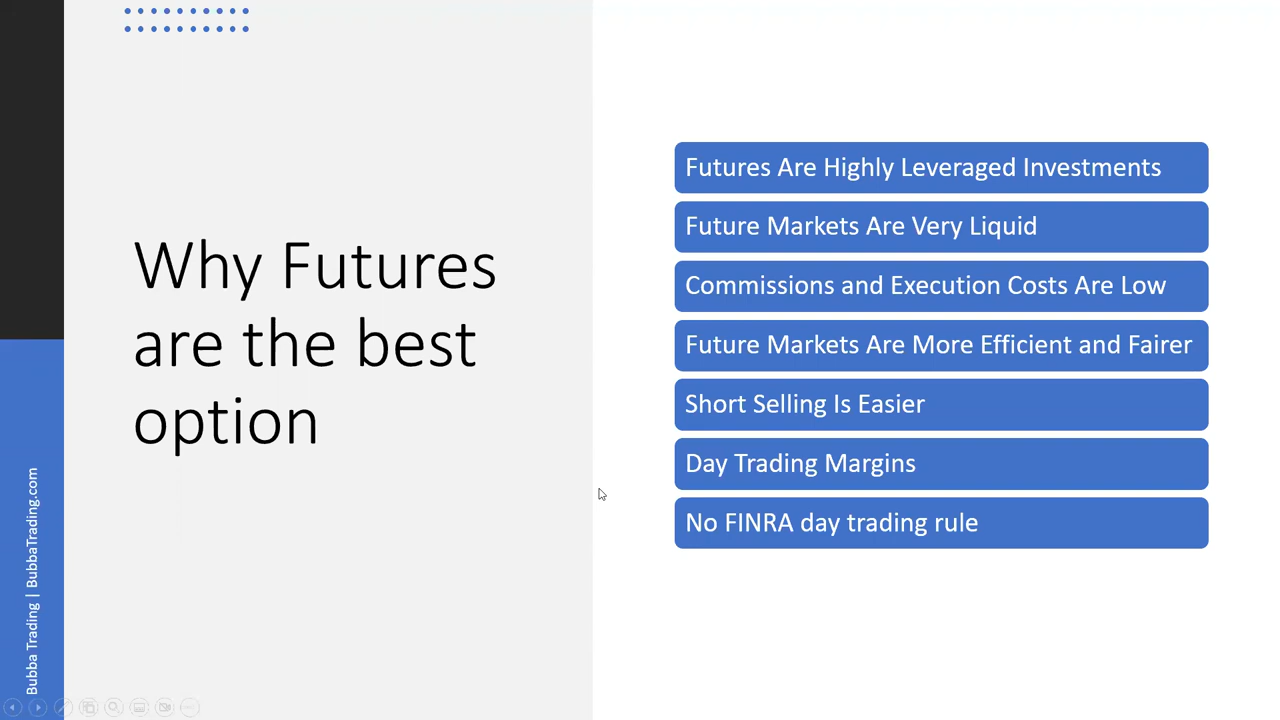 Why Futures
are the best
option
Futures Are Highly Leveraged Investments
Future Markets Are Very Liquid
Commissions and Execution Costs Are Low
Future Markets Are More Efficient and Fairer
Short Selling Is Easier
Day Trading Margins
No FINRA day trading rule
Bubba Trading | BubbaTrading.com